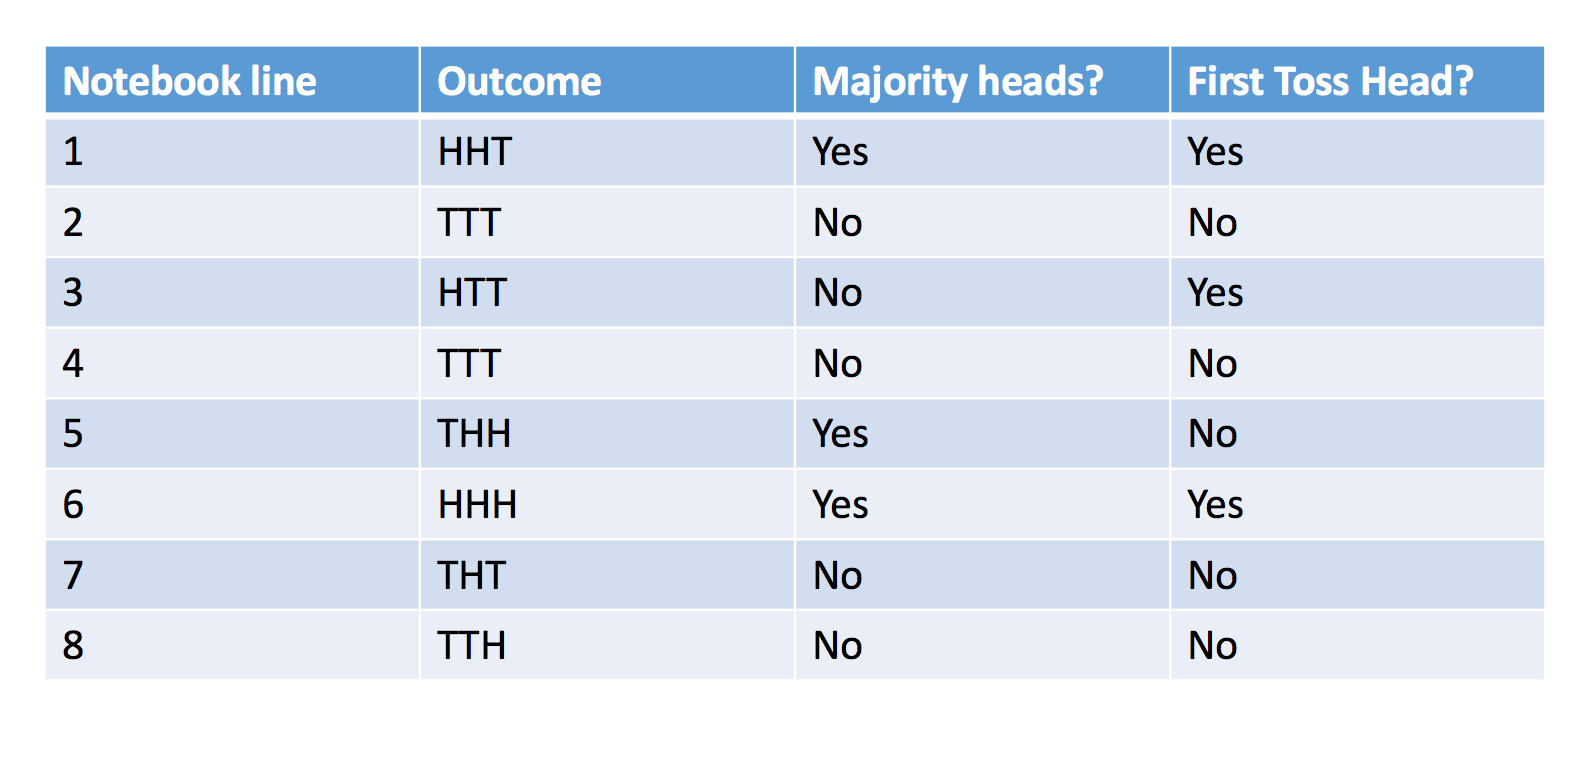 Notebook line Outcome Majority heads? First Toss Head?
1 HHT Yes Yes
2 TTT No No
3 HTT No Yes
4 TTT No No
5 THH Yes No
6 HHH Yes Yes
7 THT No No
8 TTH No No